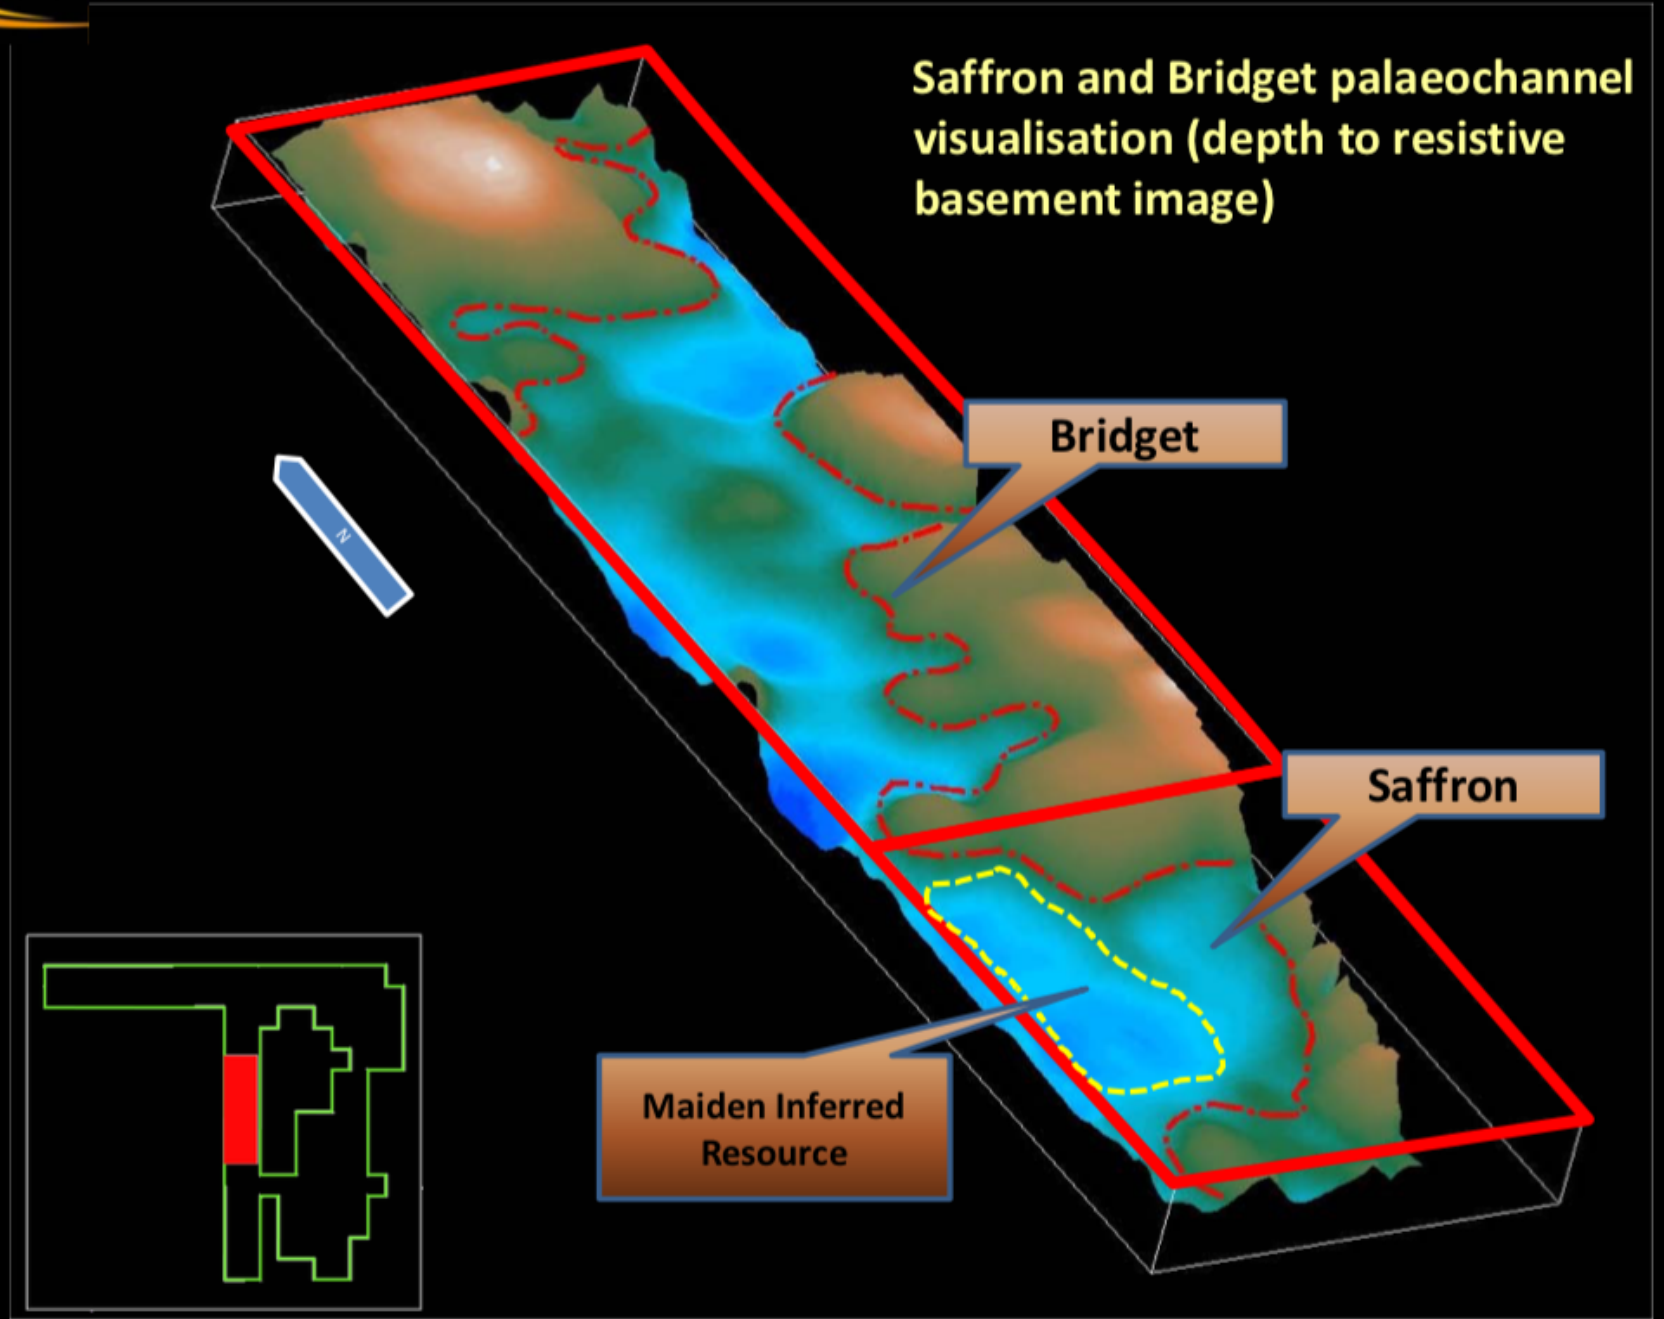 Saffron and Bridget palaeochannel
visualisation (depth to resistive
basement image)
Bridget
N
Saffron
Maiden Inferred
Resource